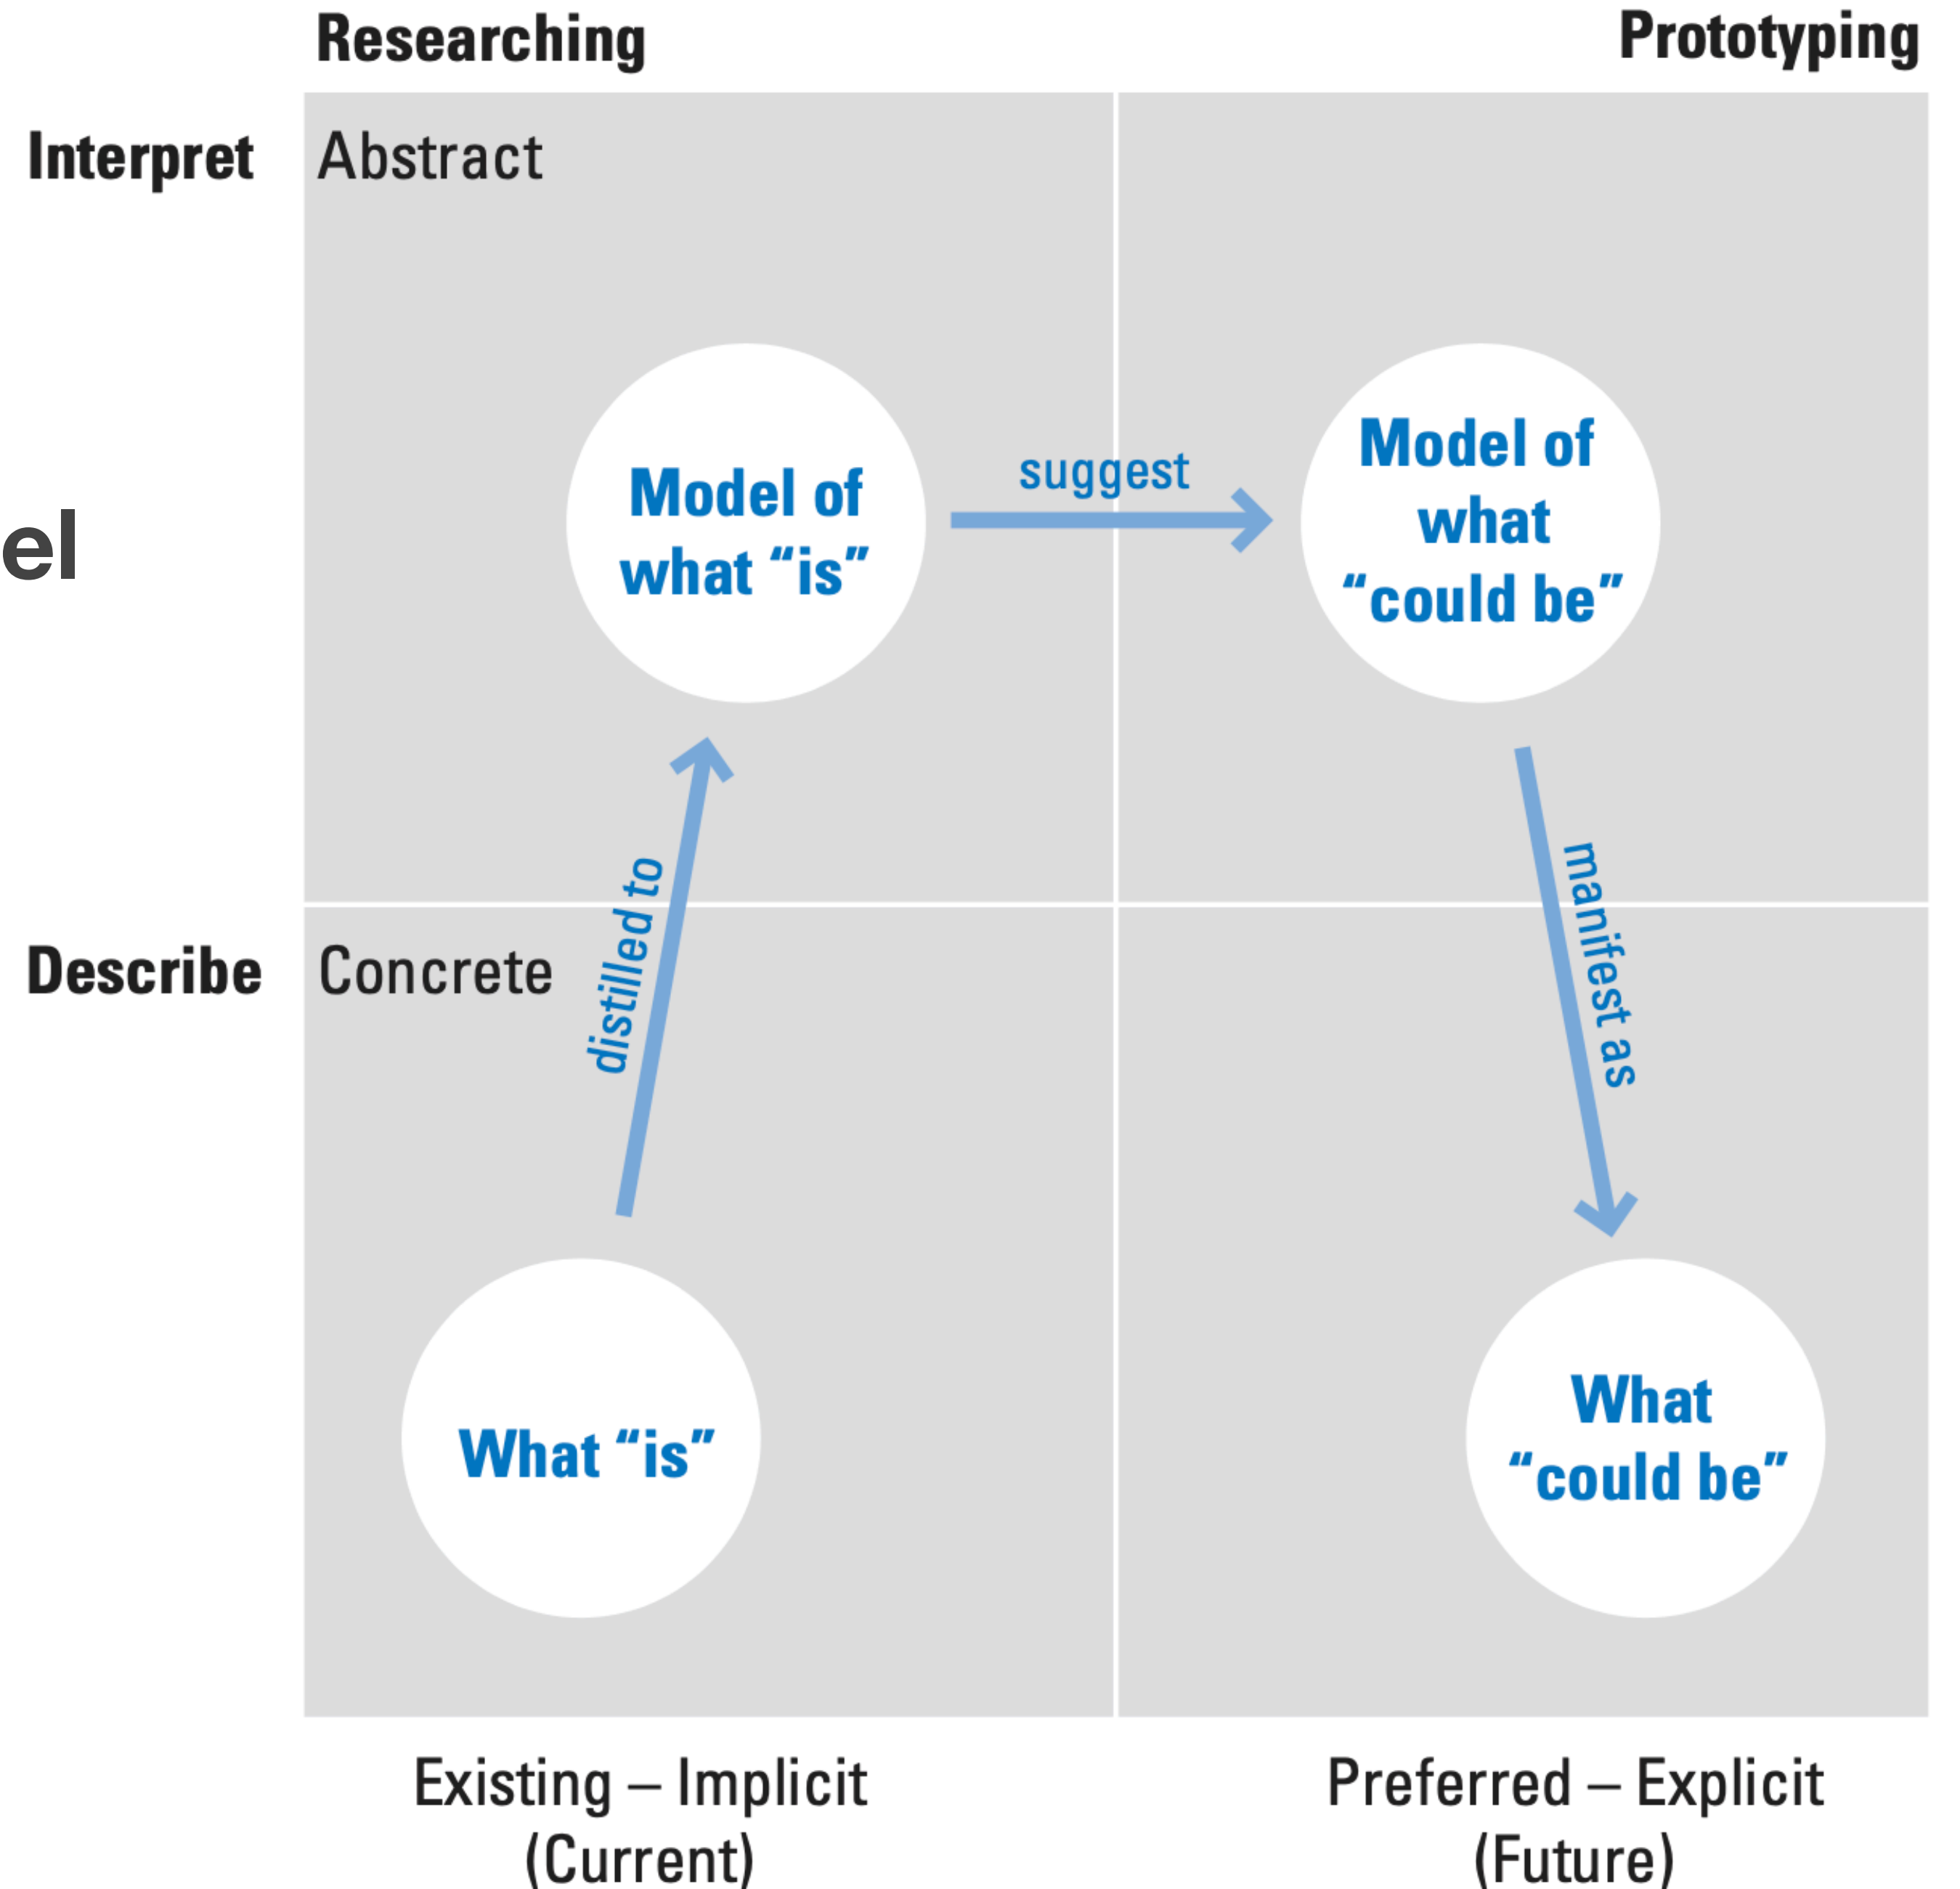 Researching
Prototyping
Interpret
Abstract
Model of
what “is”
suggest
Model of
what
“could be”
el
distilled to
manifest as
Describe
Concrete
What “is”
What
“could be”
Existing – Implicit
(Current)
Preferred – Explicit
(Future)